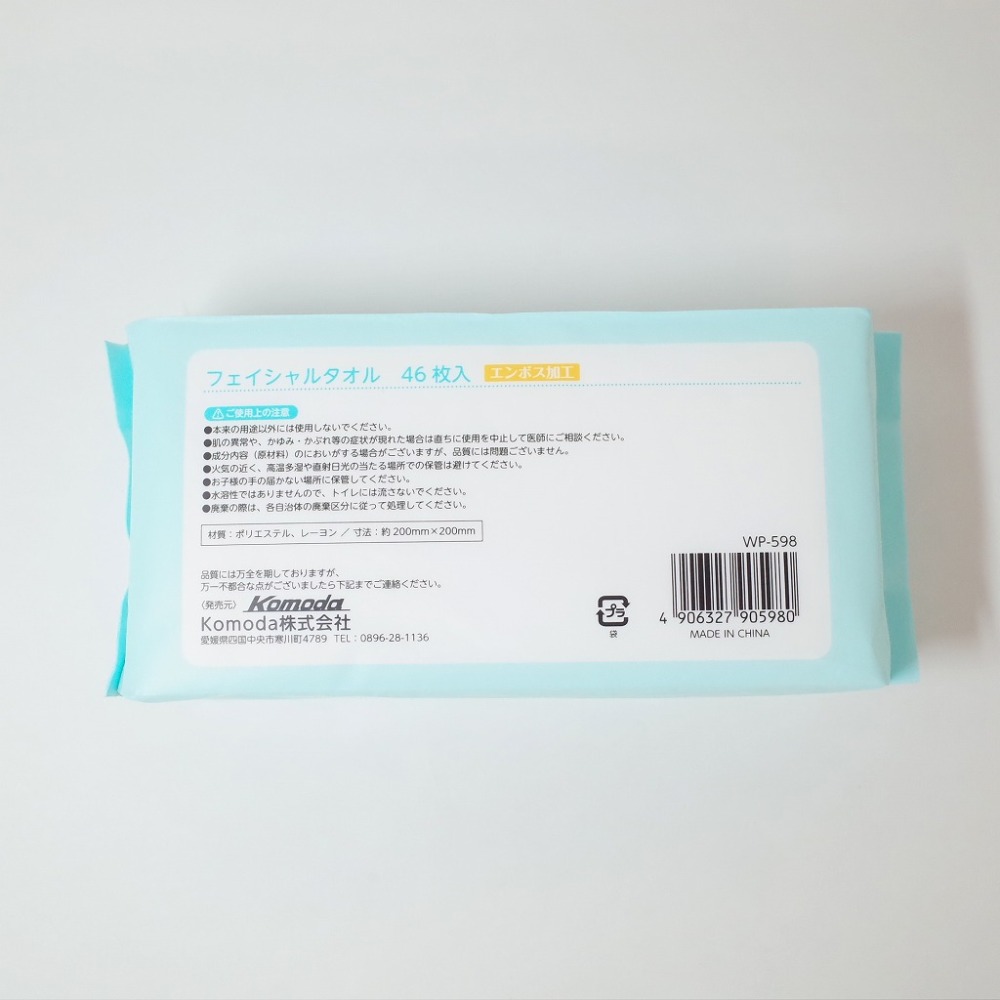 フェイシャルタオル 46枚入 エンボス加工
ご使用上の注意
●本来の用途以外には使用しないでください。
●肌の異常や、かゆみ・かぶれ等の症状が現れた場合は直ちに使用を中止して医師にご相談ください。
●成分内容（原材料）のにおいがする場合がございますが、品質には問題ございません。
●火気の近く、高温多湿や直射日光の当たる場所での保管は避けてください。
●お子様の手の届かない場所に保管してください。
●水溶性ではありませんので、トイレには流さないでください。
●廃棄の際は、各自治体の廃棄区分に従って処理してください。
材質：ポリエステル、レーヨン ／ 寸法：約200mm×200mm
品質には万全を期しておりますが、
万一不都合な点がございましたら下記までご連絡ください。
〈発売元〉 Komoda
Komoda株式会社
愛媛県四国中央市寒川町4789 TEL：0896-28-1136
プラ
袋
WP-598
4 906327 905980
MADE IN CHINA